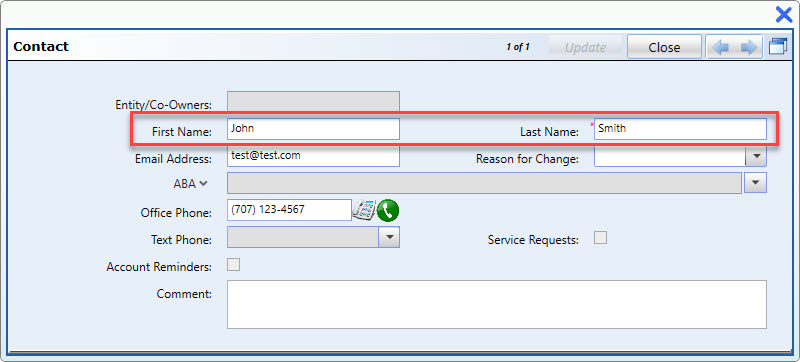 Contact 1 of 1 Update Close
Entity/Co-Owners:
First Name: John Last Name: * Smith
Email Address: test@test.com Reason for Change:
ABA
Office Phone: (707) 123-4567
Text Phone: Service Requests:
Account Reminders:
Comment: